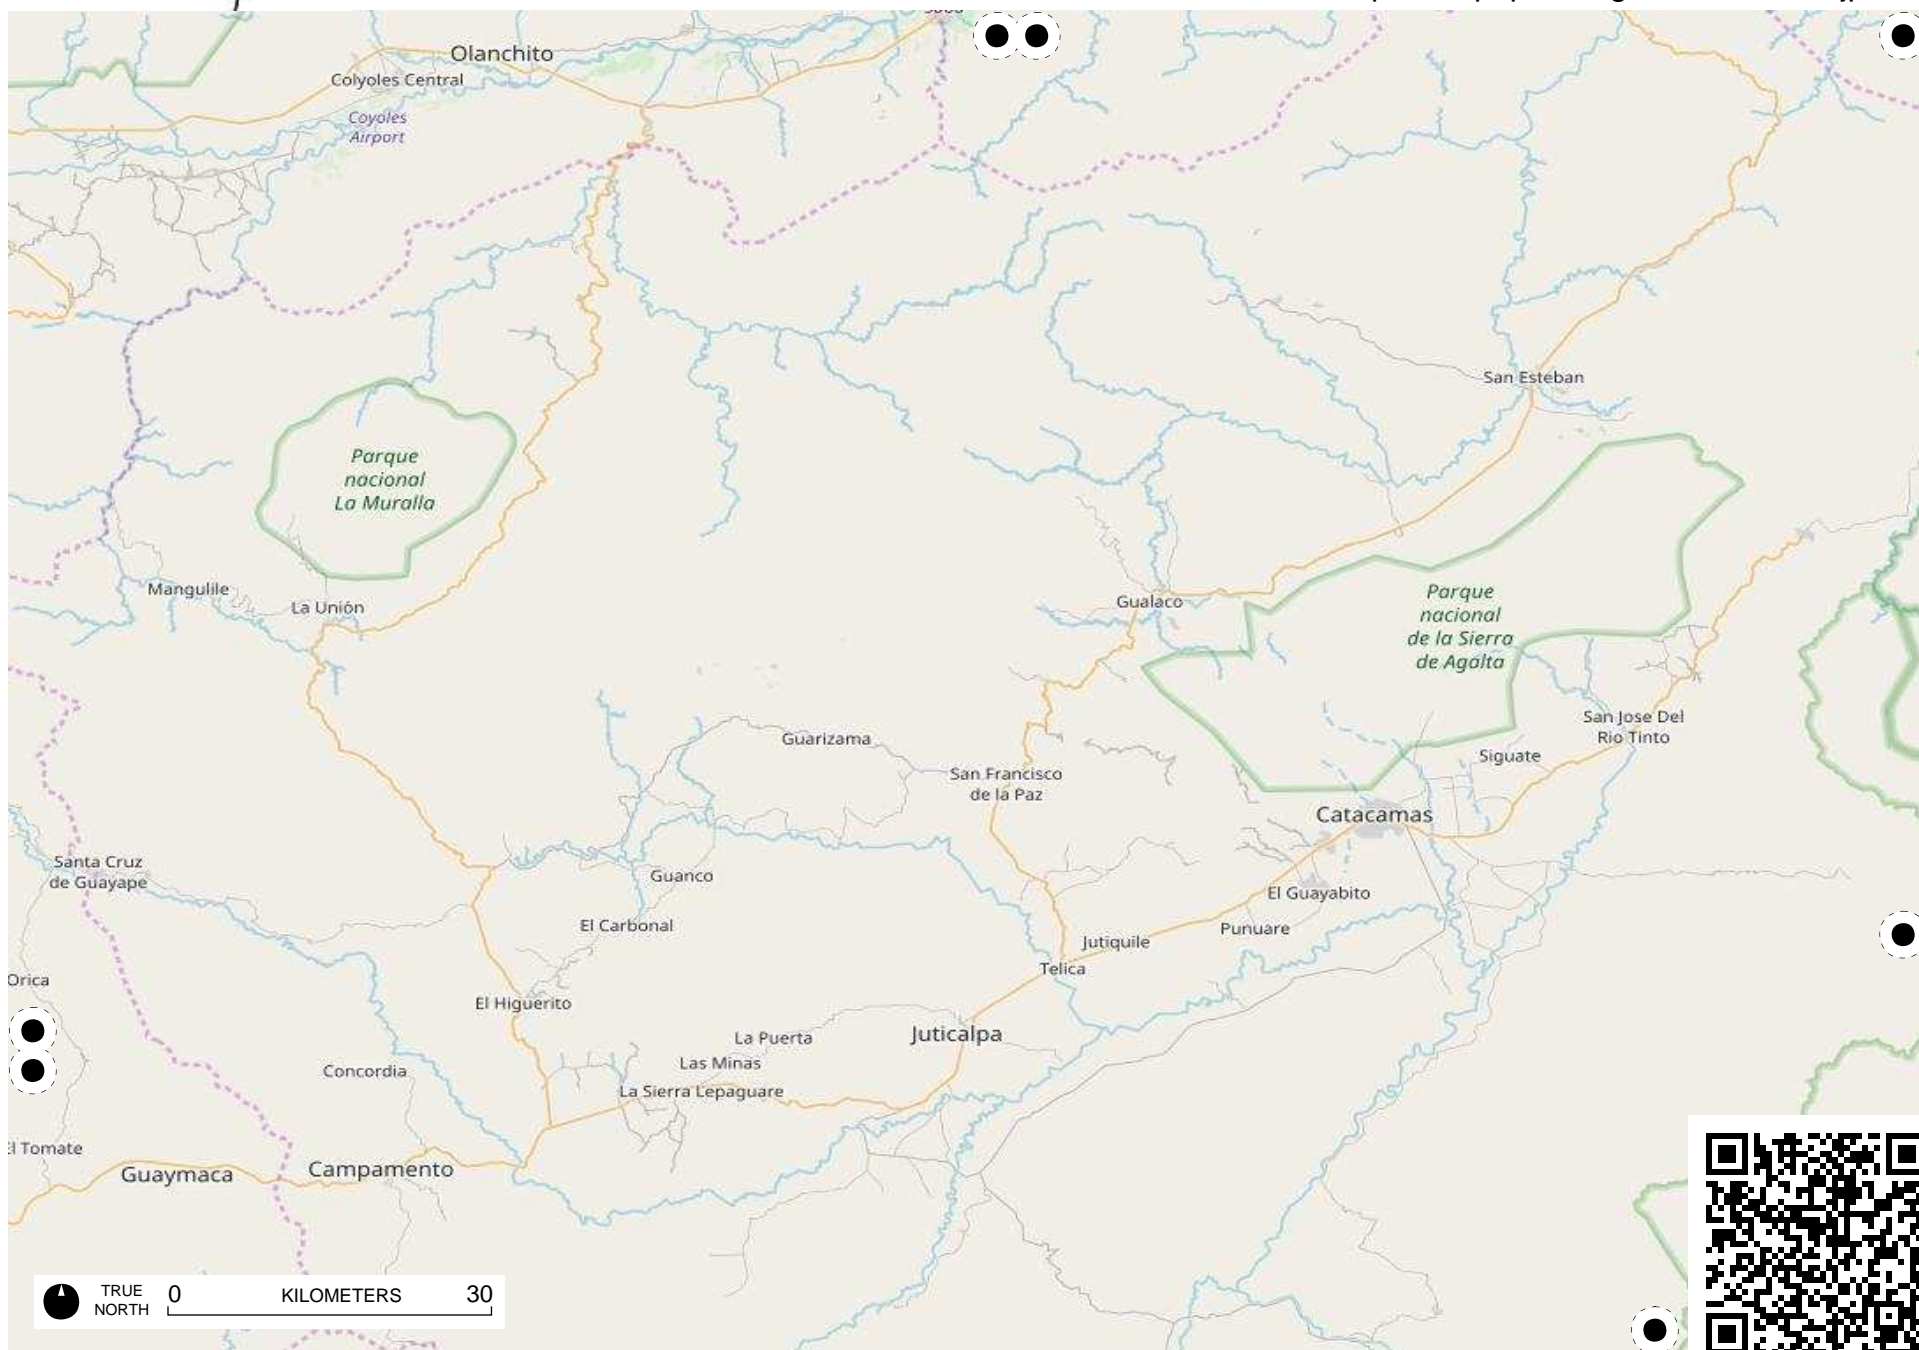 Olanchito
Colyoles Central
Coyoles
Airport
San Esteban
Parque
nacional
La Muralla
Mangulile
La Unión
Gualaco
Parque
nacional
de la Sierra
de Agalta
San Jose Del
Rio Tinto
Siguate
Guarizama
San Francisco
de la Paz
Catacamas
Santa Cruz
de Guayape
Guanco
El Guayabito
El Carbonal
Punuare
Jutiquile
Telica
Orica
El Higuerito
Juticalpa
La Puerta
Las Minas
Concordia
La Sierra Lepaguare
El Tomate
Guaymaca
Campamento
TRUE
NORTH
0 KILOMETERS 30